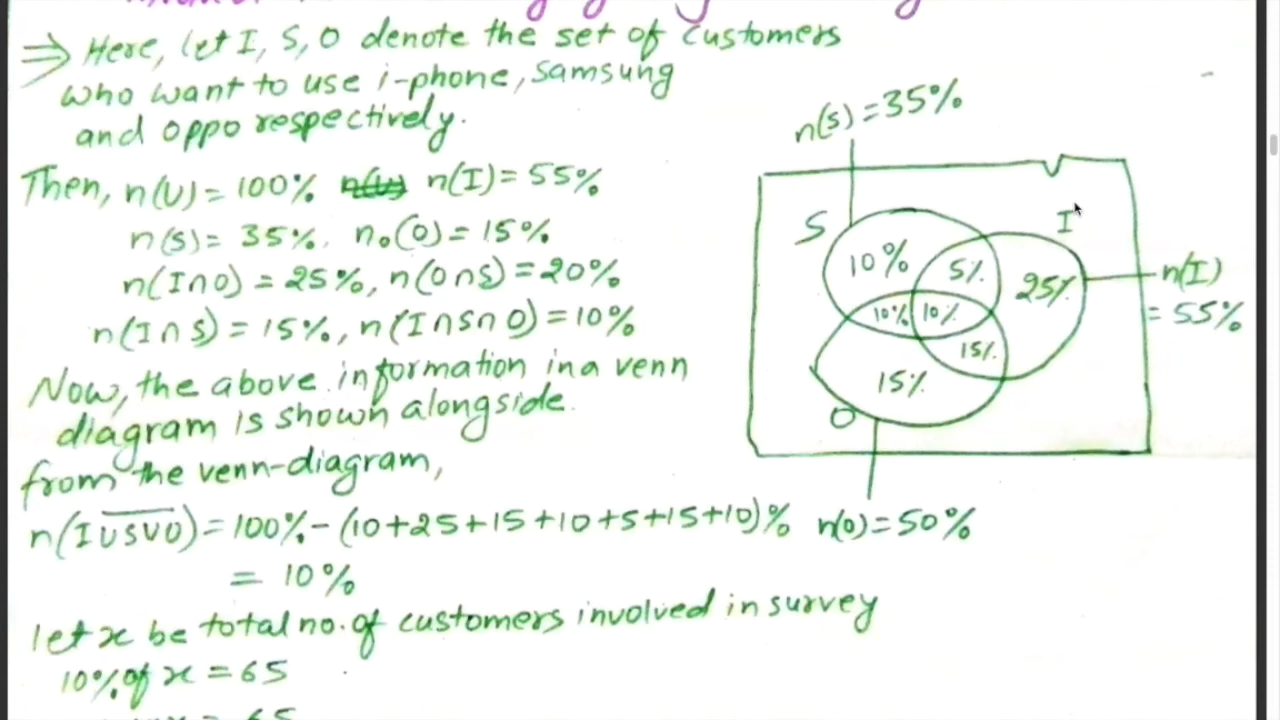 ⇒ Here, let I, S, O denote the set of customers
who want to use i-phone, samsung
and oppo respectively.
Then, n(U) = 100% n(I) = 55%
n(S) = 35%, n₀(O) = 15%
n(I∩O) = 25%, n(O∩S) = 20%
n(I∩S) = 15%, n(I∩S∩O) = 10%
Now, the above information in a venn
diagram is shown alongside.
from the venn-diagram,
n(I̅U̅S̅U̅O̅) = 100% - (10+25+15+10+5+15+10)%
= 10%
let x be total no. of customers involved in survey
10% of x = 65
n(S) = 35%
S
I
10%
5%
25%
n(I)
= 55%
10%
10%
15%
15%
O
n(O) = 50%